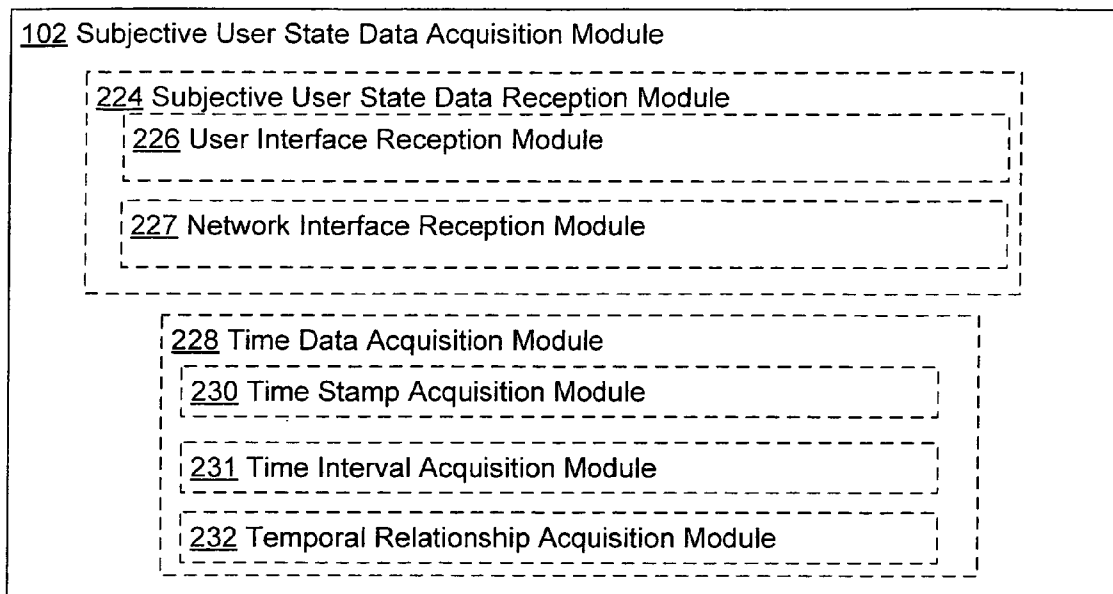 102 Subjective User State Data Acquisition Module
224 Subjective User State Data Reception Module
226 User Interface Reception Module
227 Network Interface Reception Module
228 Time Data Acquisition Module
230 Time Stamp Acquisition Module
231 Time Interval Acquisition Module
232 Temporal Relationship Acquisition Module